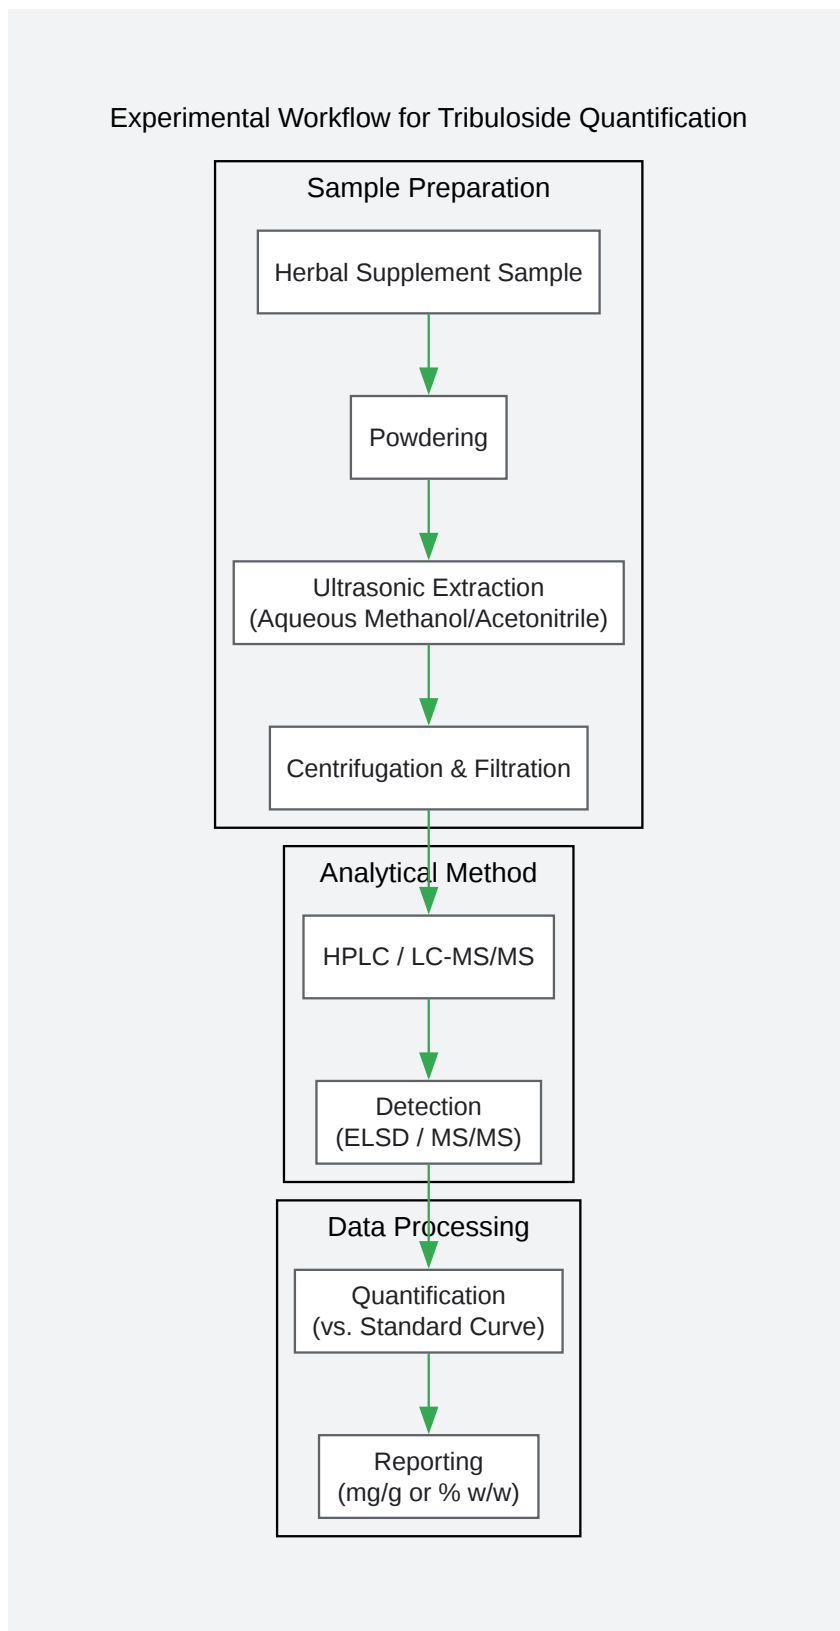 Experimental Workflow for Tribuloside Quantification
Sample Preparation
Herbal Supplement Sample
Powdering
Ultrasonic Extraction
(Aqueous Methanol/Acetonitrile)
Centrifugation & Filtration
Analytical Method
HPLC / LC-MS/MS
Detection
(ELSD / MS/MS)
Data Processing
Quantification
(vs. Standard Curve)
Reporting
(mg/g or % w/w)